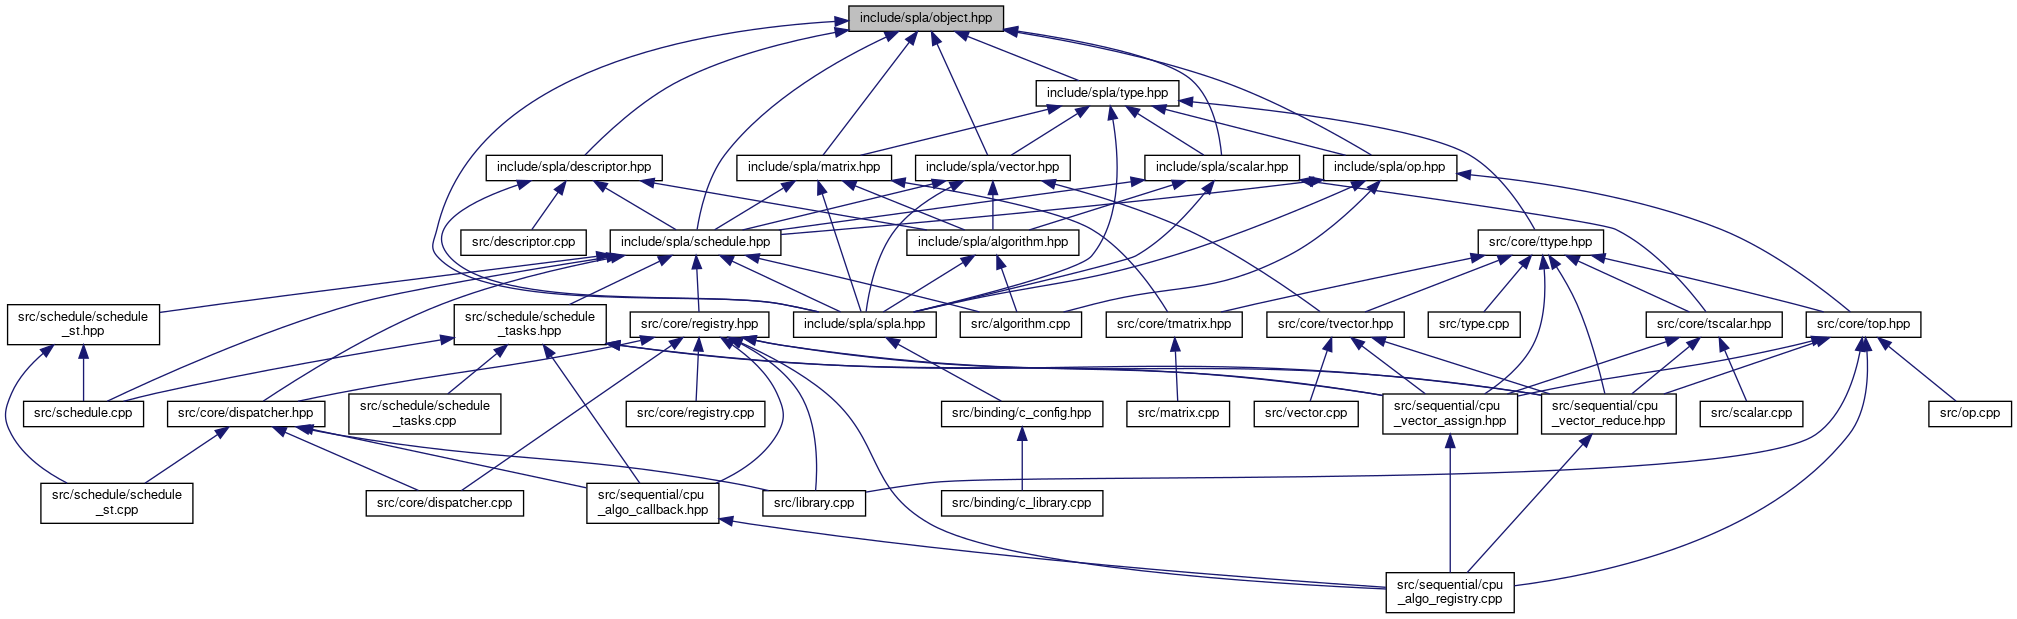 include/spla/object.hpp
include/spla/type.hpp
include/spla/descriptor.hpp
include/spla/matrix.hpp
include/spla/vector.hpp
include/spla/scalar.hpp
include/spla/op.hpp
src/descriptor.cpp
include/spla/schedule.hpp
include/spla/algorithm.hpp
src/core/ttype.hpp
src/schedule/schedule
_st.hpp
src/schedule/schedule
_tasks.hpp
src/core/registry.hpp
include/spla/spla.hpp
src/algorithm.cpp
src/core/tmatrix.hpp
src/core/tvector.hpp
src/type.cpp
src/core/tscalar.hpp
src/core/top.hpp
src/schedule.cpp
src/core/dispatcher.hpp
src/schedule/schedule
_tasks.cpp
src/core/registry.cpp
src/binding/c_config.hpp
src/matrix.cpp
src/vector.cpp
src/sequential/cpu
_vector_assign.hpp
src/sequential/cpu
_vector_reduce.hpp
src/scalar.cpp
src/op.cpp
src/schedule/schedule
_st.cpp
src/core/dispatcher.cpp
src/sequential/cpu
_algo_callback.hpp
src/library.cpp
src/binding/c_library.cpp
src/sequential/cpu
_algo_registry.cpp